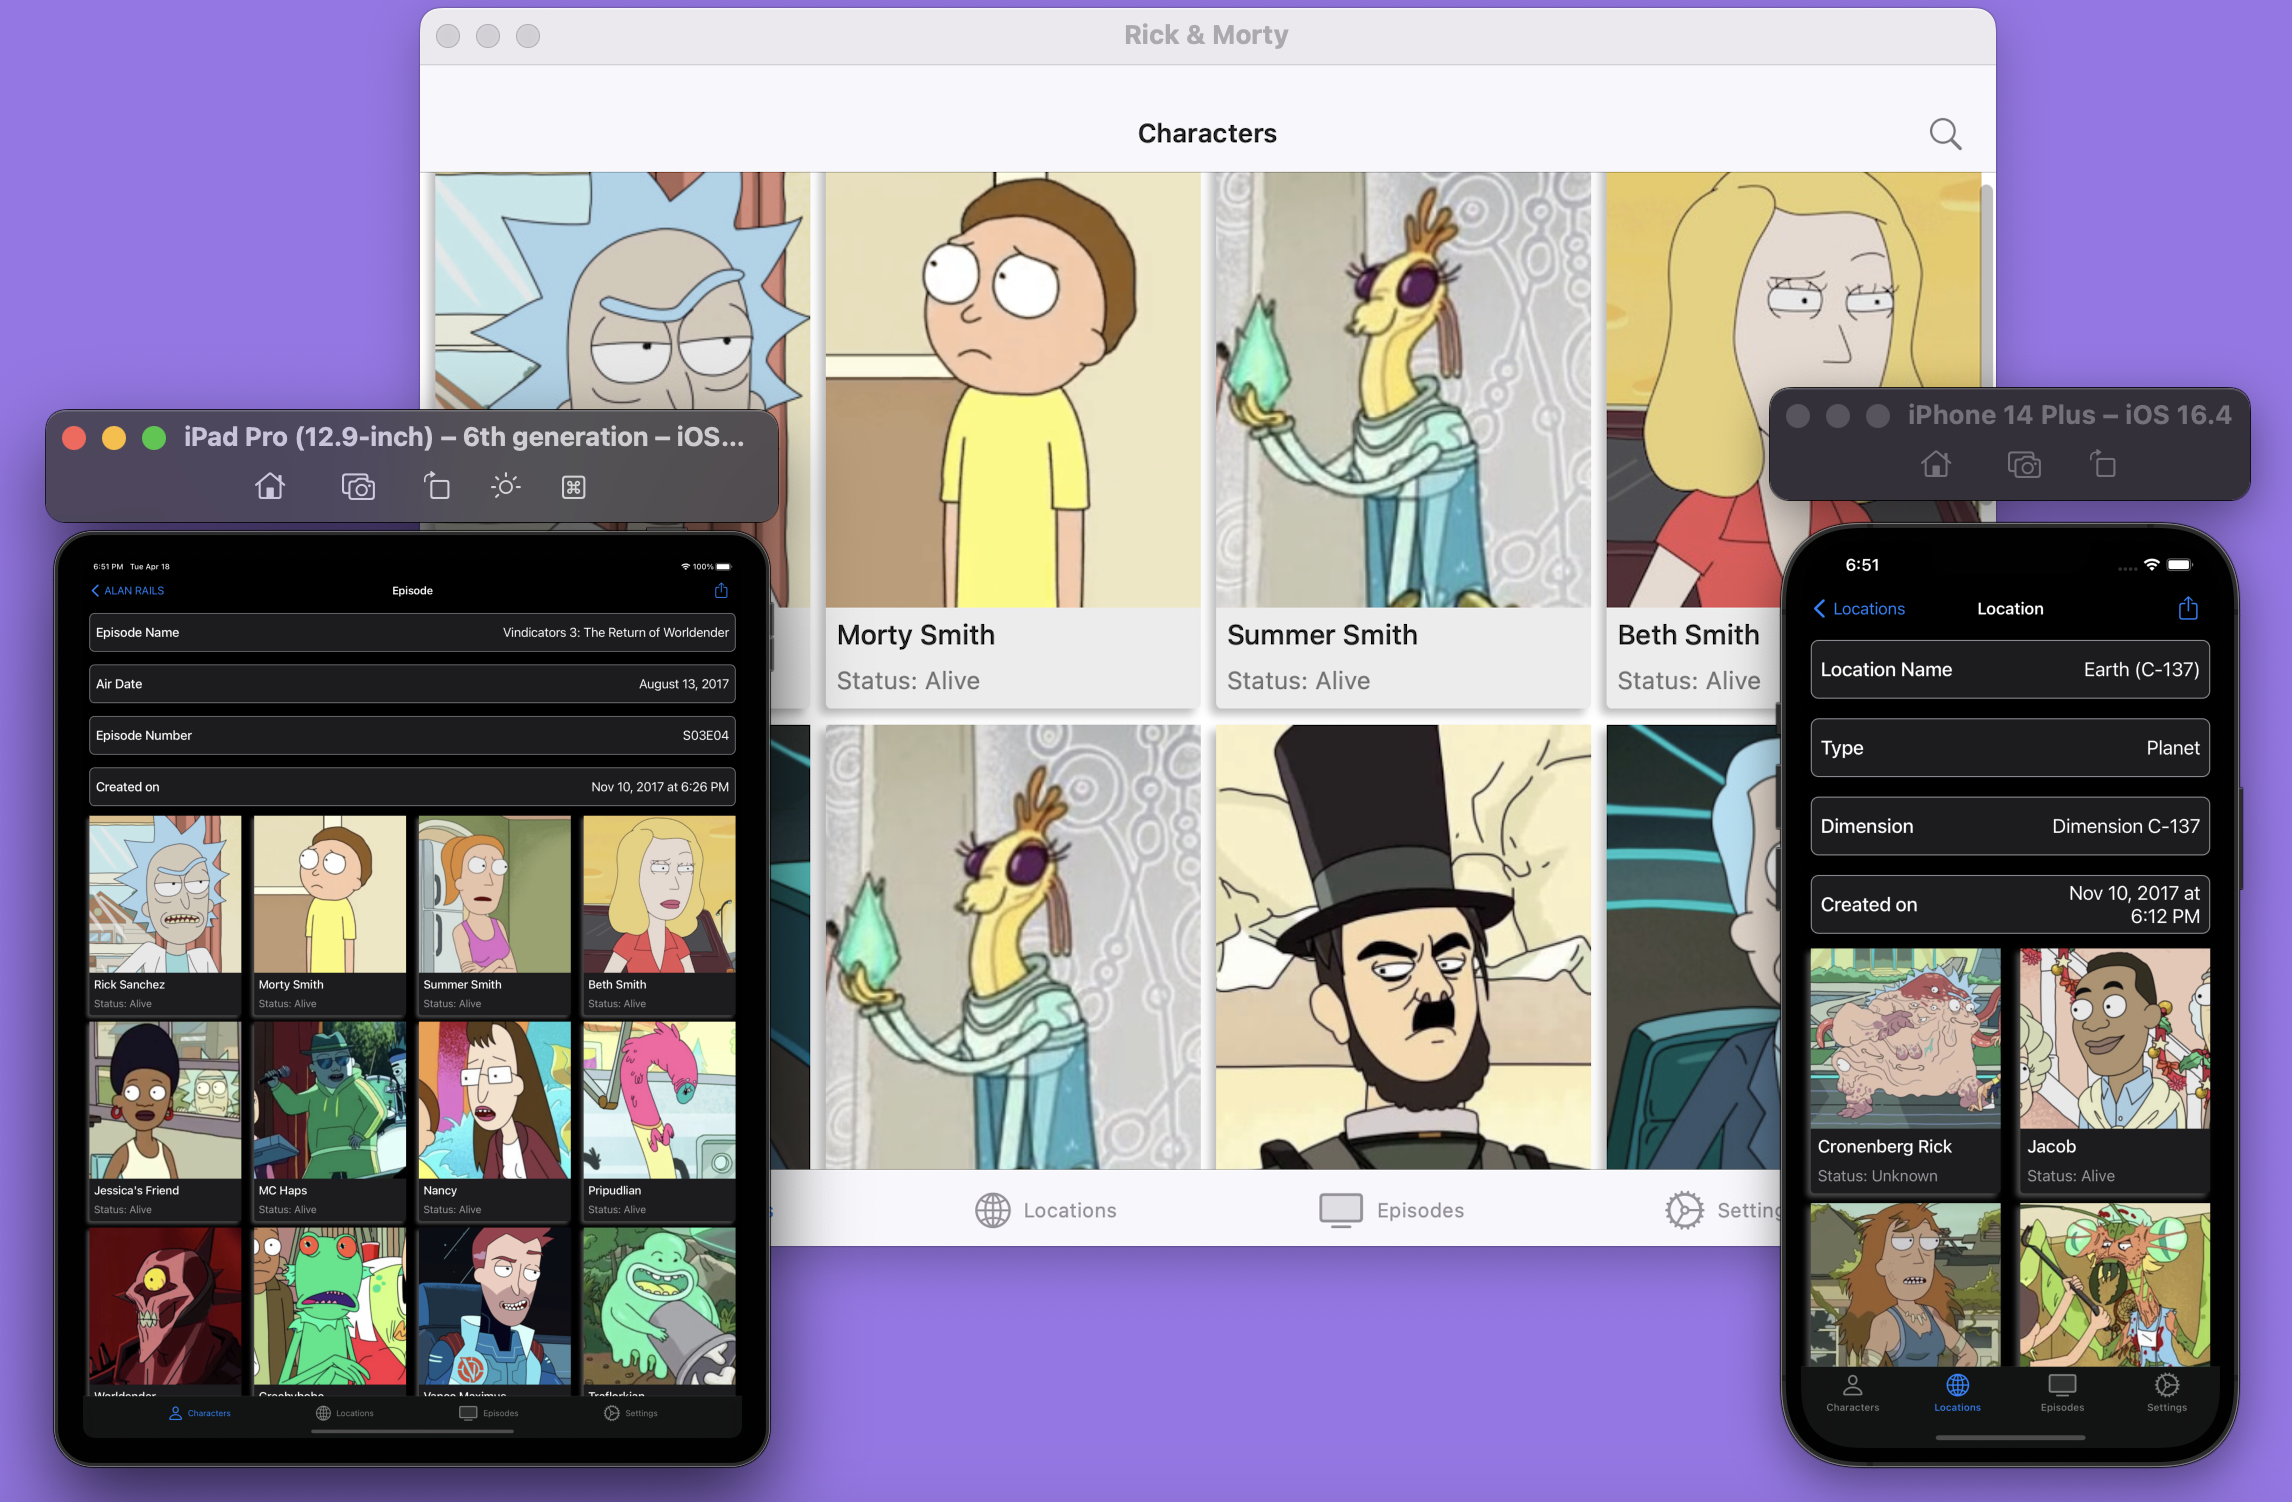 Rick & Morty
Characters
Morty Smith
Status: Alive
Summer Smith
Status: Alive
Beth Smith
Status: Alive
Locations
Episodes
iPad Pro (12.9-inch) – 6th generation – iOS...
6:51 PM Tue Apr 18
100%
ALAN RAILS
Episode
Episode Name
Vindicators 3: The Return of Worldender
Air Date
August 13, 2017
Episode Number
S03E04
Created on
Nov 10, 2017 at 6:26 PM
Rick Sanchez
Status: Alive
Morty Smith
Status: Alive
Summer Smith
Status: Alive
Beth Smith
Status: Alive
Jessica's Friend
Status: Alive
MC Haps
Status: Alive
Nancy
Status: Alive
Pripudlian
Status: Alive
Characters
Locations
Episodes
Settings
iPhone 14 Plus – iOS 16.4
6:51
Locations
Location
Location Name
Earth (C-137)
Type
Planet
Dimension
Dimension C-137
Created on
Nov 10, 2017 at
6:12 PM
Cronenberg Rick
Status: Unknown
Jacob
Status: Alive
Characters
Locations
Episodes
Settings